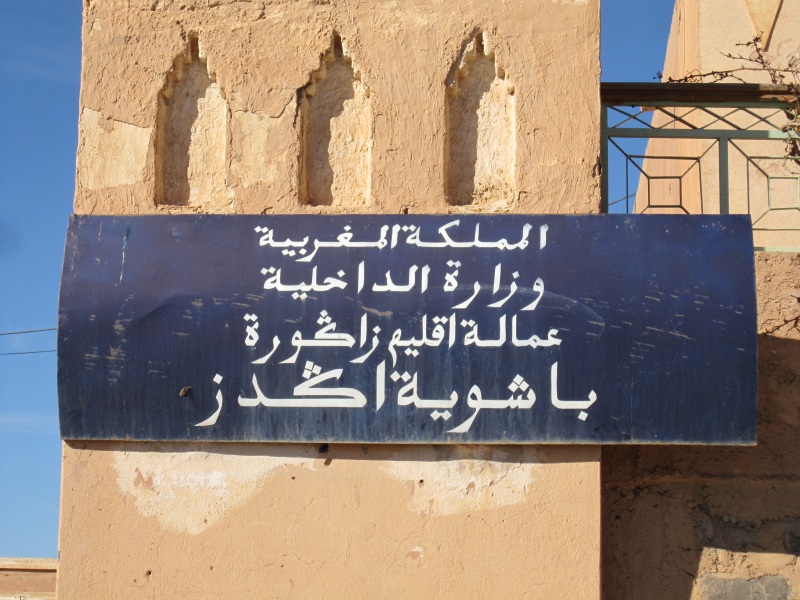 المملكة المغربية
وزارة الداخلية
عمالة اقليم زاڭورة
باشوية اڭدز